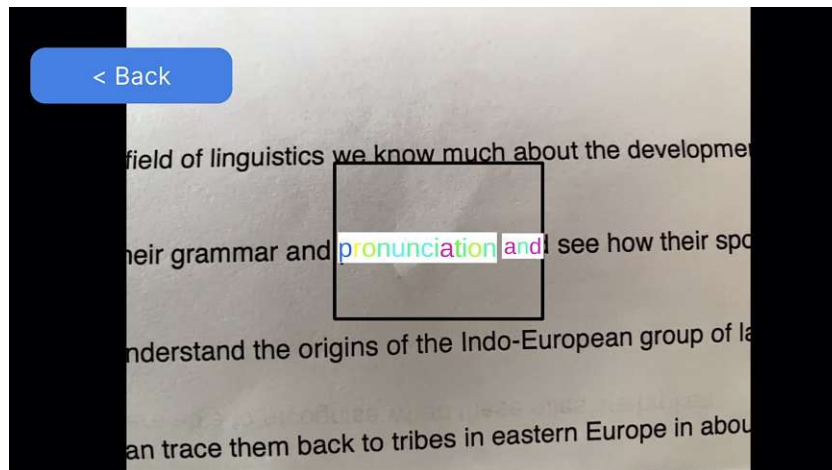 < Back
field of linguistics we know much about the developme
heir grammar and pronunciation and see how their spo
nderstand the origins of the Indo-European group of la
an trace them back to tribes in eastern Europe in abou